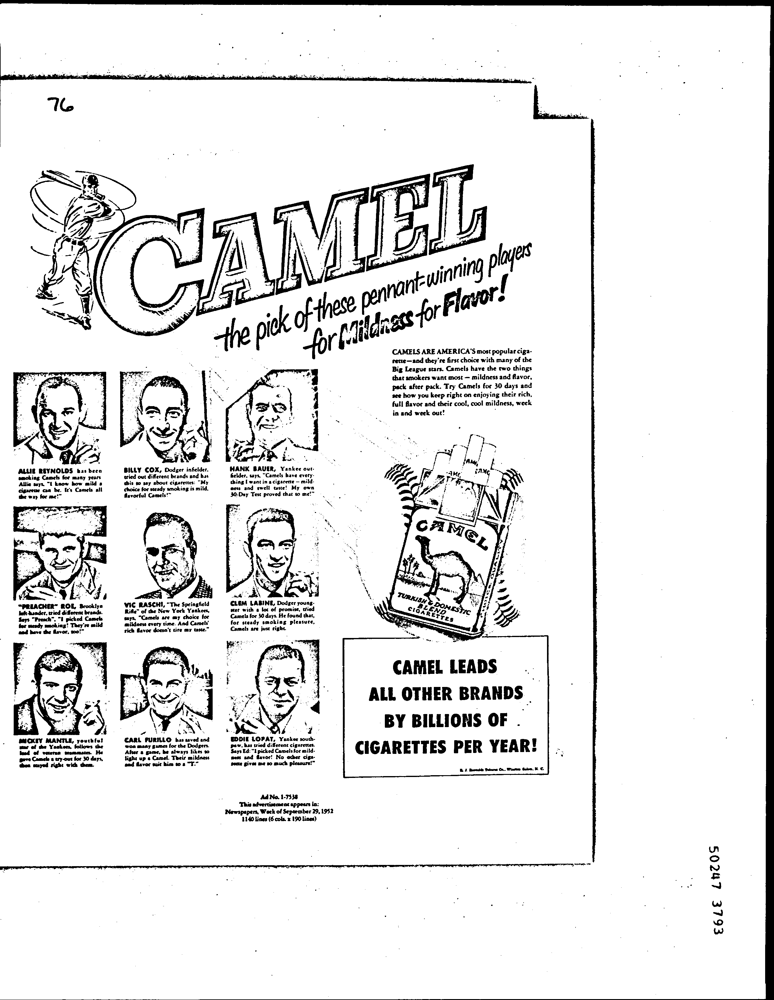 76
CAMEL
the pick of these pennant-winning players
for Mildness for Flavor!
CAMELS ARE AMERICA'S most popular ciga-
rette—and they're first choice with many of the
Big League stars. Camels have the two things
that smokers want most — mildness and flavor,
pack after pack. Try Camels for 30 days and
see how you keep right on enjoying their rich,
full flavor and their cool, cool mildness, week
in and week out!
ALLIE REYNOLDS has been
smoking Camels for many years
Allie says, "I know how mild a
cigarette can be. It's Camels all
the way for me!"
BILLY COX, Dodger infielder,
tried out different brands and has
this to say about cigarettes: "My
choice for steady smoking is mild,
flavorful Camels!"
HANK BAUER, Yankee out-
fielder, says, "Camels have every-
thing I want in a cigarette — mild-
ness and swell taste! My own
30-Day Test proved that to me!"
"PREACHER" ROE, Brooklyn
left-hander, tried different brands.
Says "Preach", "I picked Camels
for steady smoking! They're mild
and have the flavor, too!"
VIC RASCHI, "The Springfield
Rifle" of the New York Yankees,
says, "Camels are my choice for
mildness every time. And Camels'
rich flavor doesn't tire my taste."
CLEM LABINE, Dodger young-
ster with a lot of promise, tried
Camels for 30 days. He found that,
for steady smoking pleasure,
Camels are just right.
MICKEY MANTLE, youthful
star of the Yankees, follows the
lead of veteran teammates. He
gave Camels a try-out for 30 days,
then stayed right with them.
CARL FURILLO has saved and
won many games for the Dodgers.
After a game, he always likes to
light up a Camel. Their mildness
and flavor suit him to a "T."
EDDIE LOPAT, Yankee south-
paw, has tried different cigarettes.
Says Ed: "I picked Camels for mild-
ness and flavor! No other ciga-
rette gives me so much pleasure!"
CAMEL
TURKISH & DOMESTIC
BLEND
CIGARETTES
CAMEL LEADS
ALL OTHER BRANDS
BY BILLIONS OF
CIGARETTES PER YEAR!
R. J. Reynolds Tobacco Co., Winston-Salem, N. C.
Ad No. 1-7558
This advertisement appears in:
Newspapers, Week of September 29, 1952
1140 lines (6 cols. x 190 lines)
50247 3793